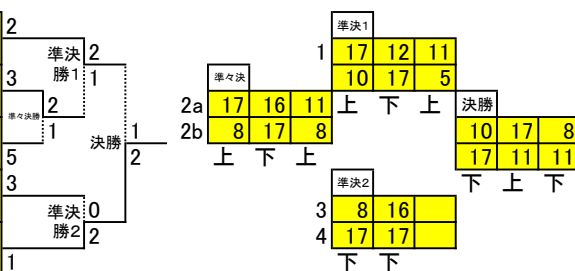 2
準決勝1
2
1
3
準々決勝
2
1
決勝
1
2
5
3
準決勝2
0
2
1
準決1
1 17 12 11
10 17 5
上 下 上
準々決
2a 17 16 11
2b 8 17 8
上 下 上
決勝
10 17 8
17 11 11
下 上 下
準決2
3 8 16
4 17 17
下 下